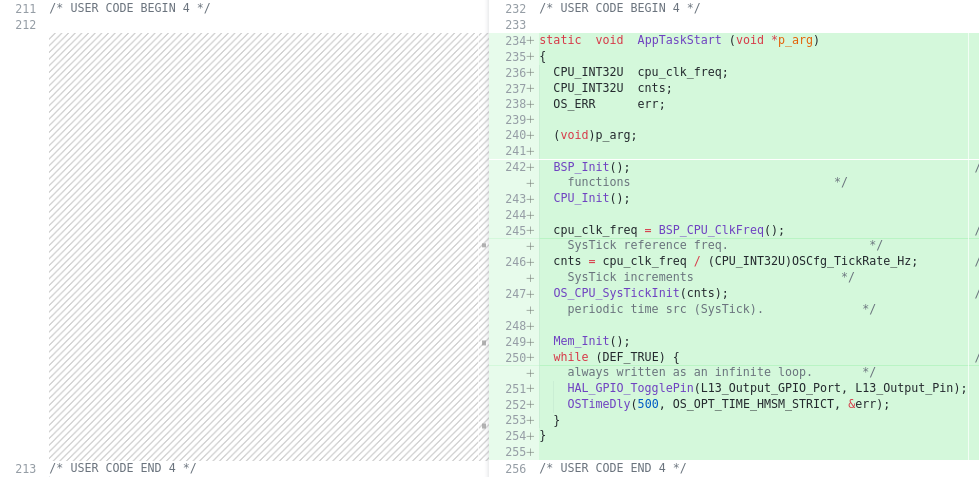 211 /* USER CODE BEGIN 4 */
212
213 /* USER CODE END 4 */
232 /* USER CODE BEGIN 4 */
233
234+ static  void  AppTaskStart (void *p_arg)
235+ {
236+   CPU_INT32U  cpu_clk_freq;
237+   CPU_INT32U  cnts;
238+   OS_ERR      err;
239+
240+   (void)p_arg;
241+
242+   BSP_Init(); /
+     functions                             */
243+   CPU_Init();
244+
245+   cpu_clk_freq = BSP_CPU_ClkFreq(); /
+     SysTick reference freq.                    */
246+   cnts = cpu_clk_freq / (CPU_INT32U)OSCfg_TickRate_Hz; /
+     SysTick increments                     */
247+   OS_CPU_SysTickInit(cnts); /
+     periodic time src (SysTick).              */
248+
249+   Mem_Init();
250+   while (DEF_TRUE) { /
+     always written as an infinite loop.       */
251+     HAL_GPIO_TogglePin(L13_Output_GPIO_Port, L13_Output_Pin);
252+     OSTimeDly(500, OS_OPT_TIME_HMSM_STRICT, &err);
253+   }
254+ }
255+
256 /* USER CODE END 4 */